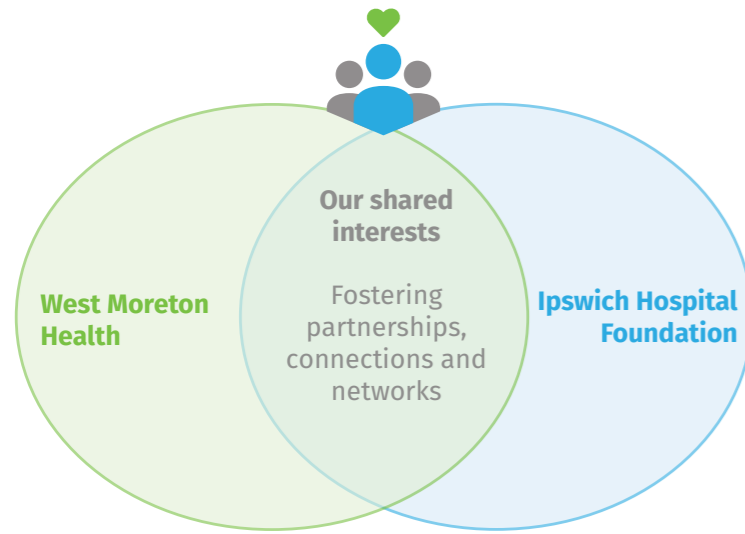 Our shared
interests
Fostering
partnerships,
connections and
networks
West Moreton
Health
Ipswich Hospital
Foundation